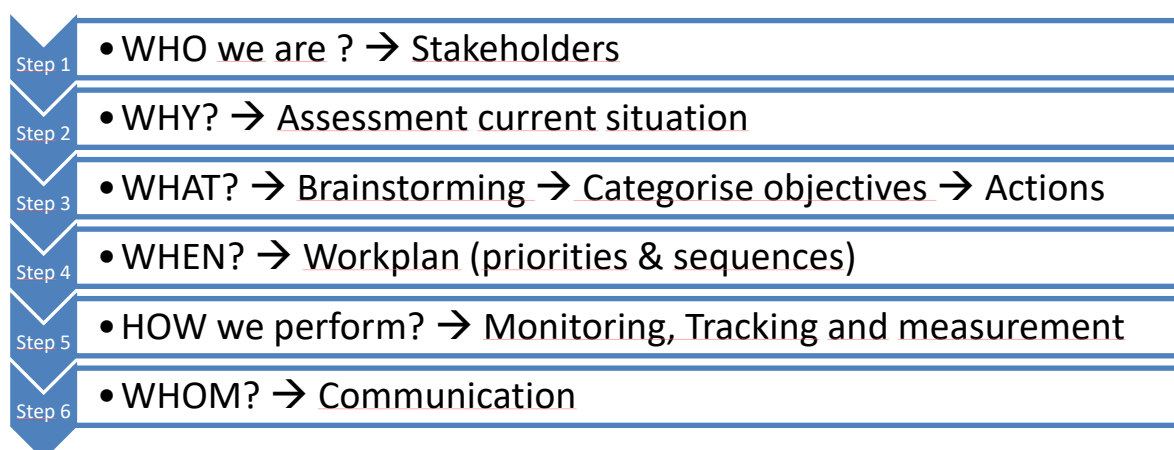 Step 1 • WHO we are ? → Stakeholders
Step 2 • WHY? → Assessment current situation
Step 3 • WHAT? → Brainstorming → Categorise objectives → Actions
Step 4 • WHEN? → Workplan (priorities & sequences)
Step 5 • HOW we perform? → Monitoring, Tracking and measurement
Step 6 • WHOM? → Communication